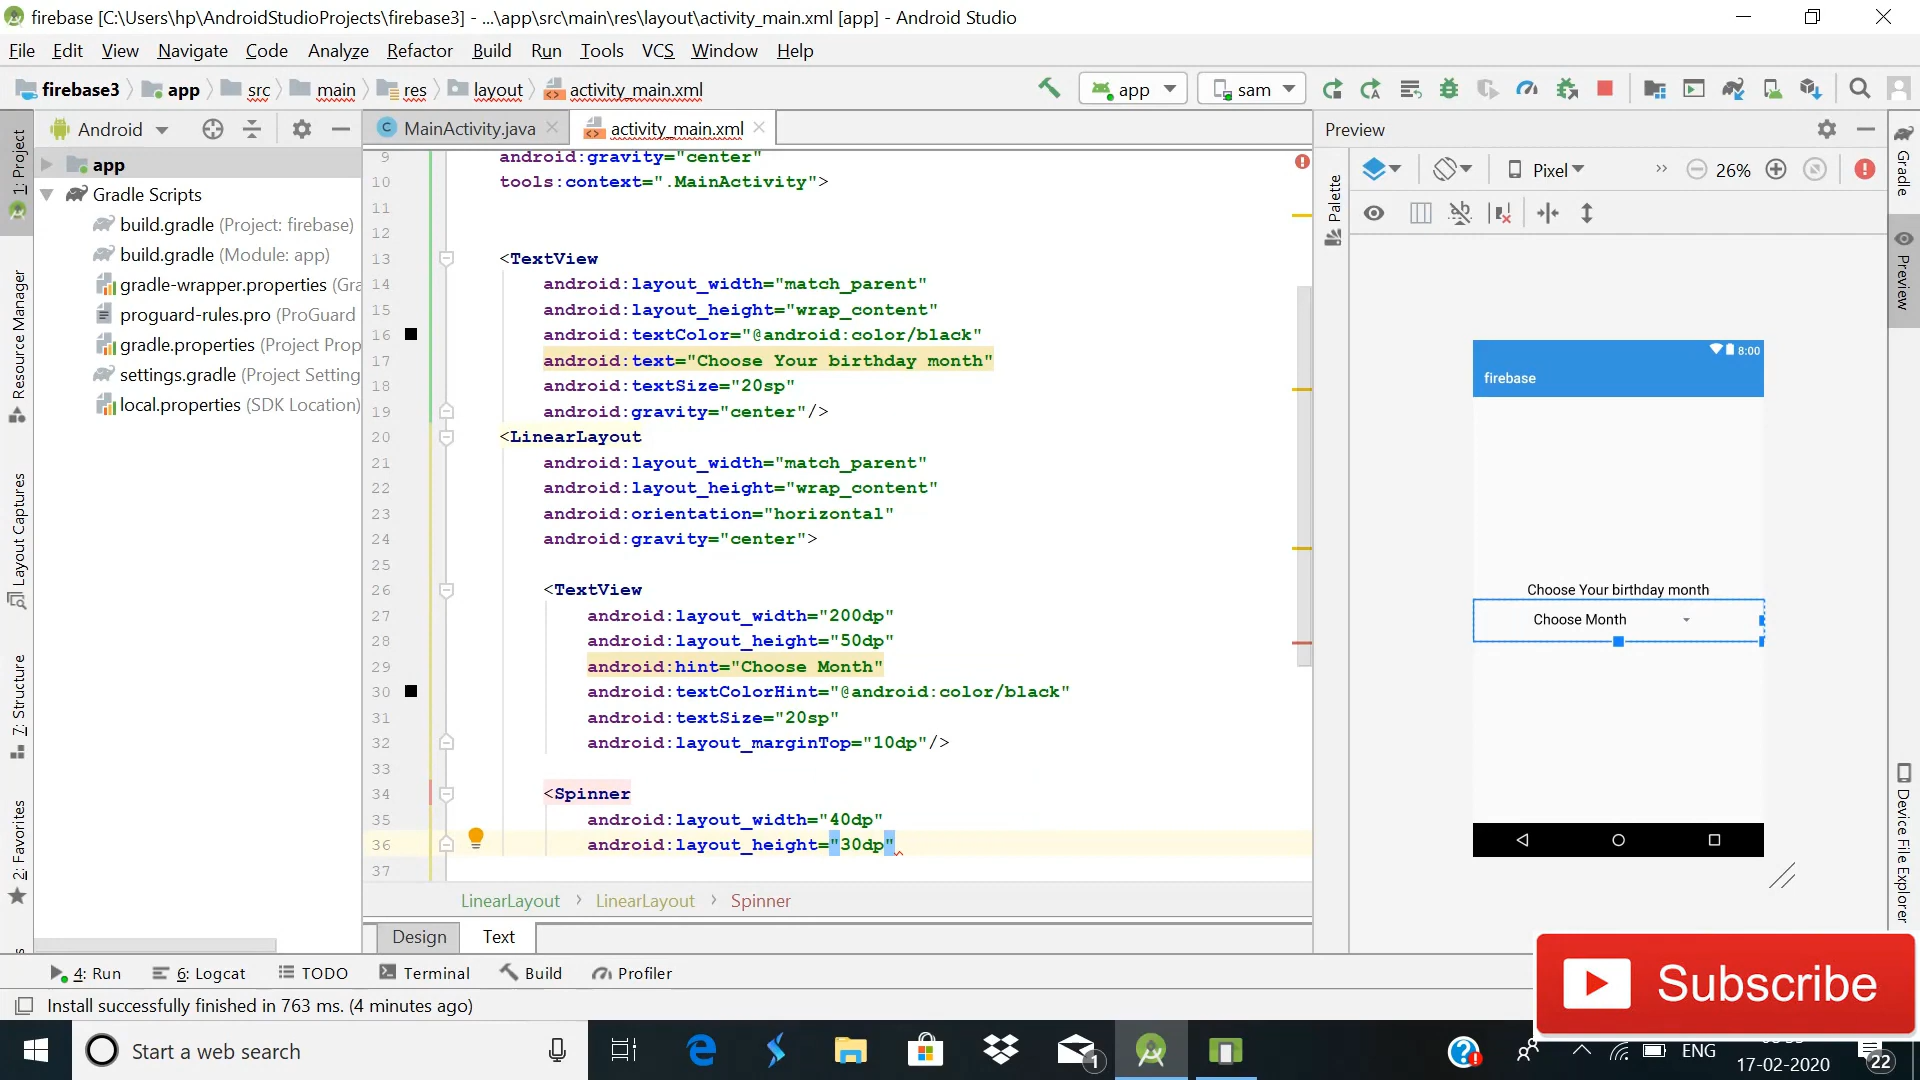 firebase [C:\Users\hp\AndroidStudioProjects\firebase3] - ...\app\src\main\res\layout\activity_main.xml [app] - Android Studio
File Edit View Navigate Code Analyze Refactor Build Run Tools VCS Window Help
firebase3 app src main res layout activity_main.xml
app
sam
1: Project
Resource Manager
Layout Captures
7: Structure
2: Favorites
Android
app
Gradle Scripts
build.gradle (Project: firebase)
build.gradle (Module: app)
gradle-wrapper.properties (Gra
proguard-rules.pro (ProGuard
gradle.properties (Project Prop
settings.gradle (Project Setting
local.properties (SDK Location)
MainActivity.java
activity_main.xml
9 android:gravity="center"
10 tools:context=".MainActivity">
11
12
13 <TextView
14 android:layout_width="match_parent"
15 android:layout_height="wrap_content"
16 android:textColor="@android:color/black"
17 android:text="Choose Your birthday month"
18 android:textSize="20sp"
19 android:gravity="center"/>
20 <LinearLayout
21 android:layout_width="match_parent"
22 android:layout_height="wrap_content"
23 android:orientation="horizontal"
24 android:gravity="center">
25
26 <TextView
27 android:layout_width="200dp"
28 android:layout_height="50dp"
29 android:hint="Choose Month"
30 android:textColorHint="@android:color/black"
31 android:textSize="20sp"
32 android:layout_marginTop="10dp"/>
33
34 <Spinner
35 android:layout_width="40dp"
36 android:layout_height="30dp"
37
LinearLayout › LinearLayout › Spinner
Design
Text
Preview
Palette
Pixel
»
26%
8:00
firebase
Choose Your birthday month
Choose Month
Gradle
Preview
Device File Explorer
4: Run
6: Logcat
TODO
Terminal
Build
Profiler
Install successfully finished in 763 ms. (4 minutes ago)
Subscribe
Start a web search
1
ENG
17-02-2020
22